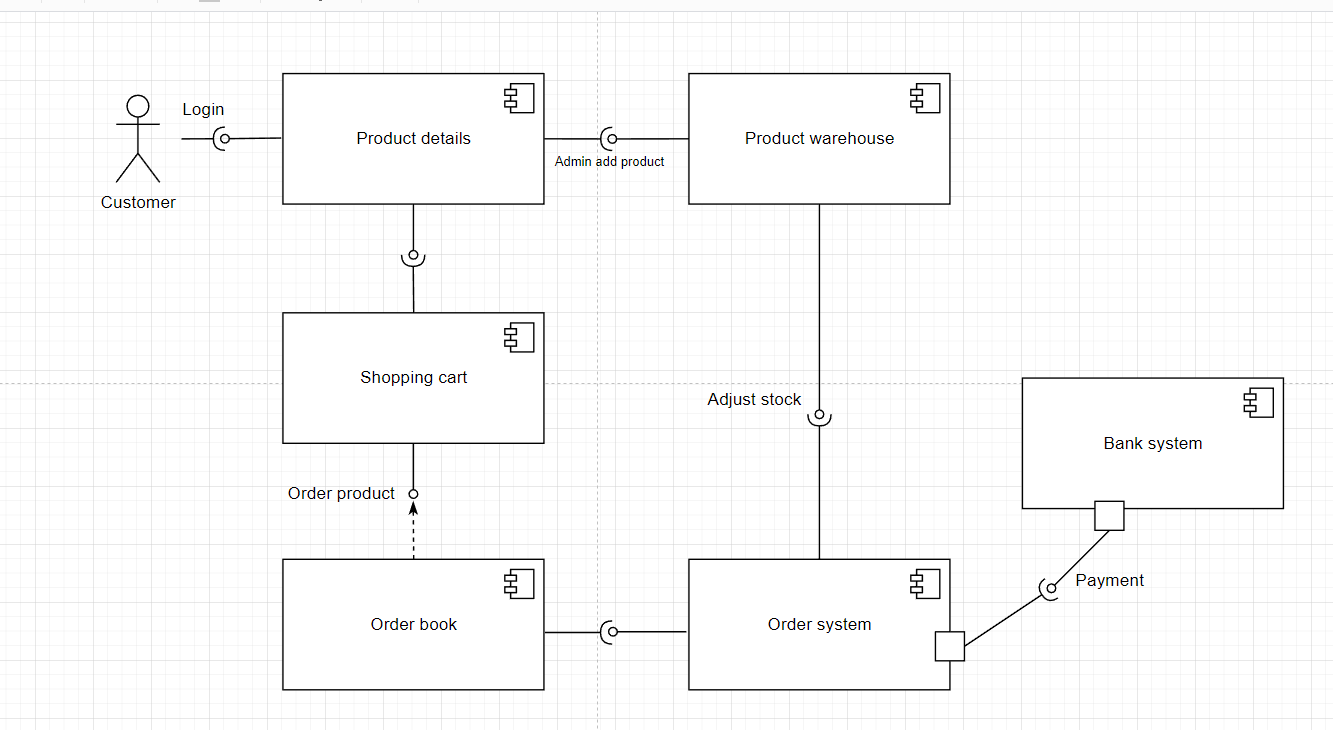 Login
Product details
Product warehouse
Admin add product
Customer
Shopping cart
Adjust stock
Bank system
Order product
Payment
Order book
Order system